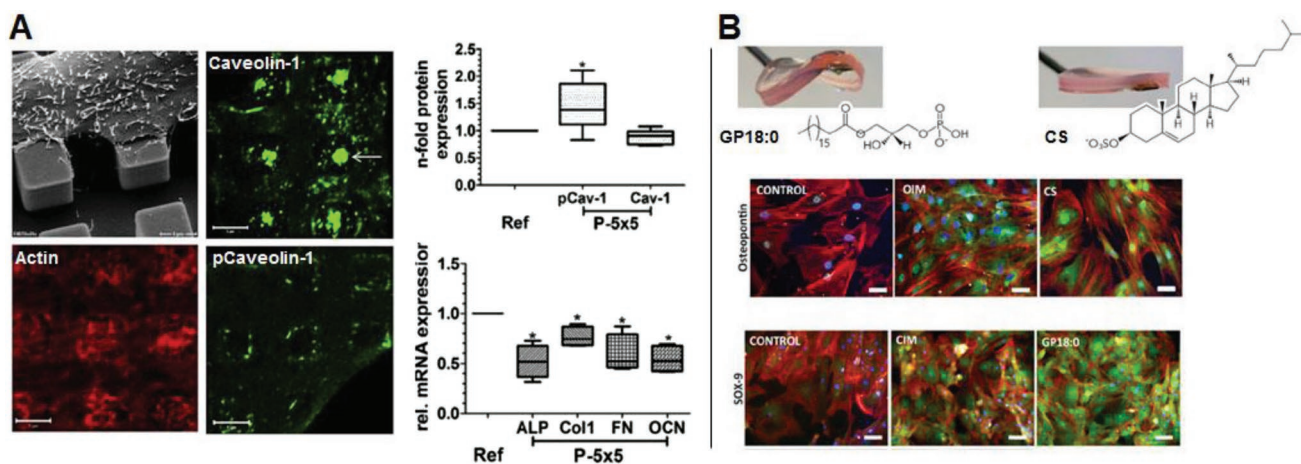 A
Caveolin-1
Actin
pCaveolin-1
n-fold protein
expression
2.5
2.0
1.5
1.0
0.5
0.0
*
pCav-1 Cav-1
Ref
P-5x5
rel. mRNA expression
1.5
1.0
0.5
0.0
* * * *
ALP Col1 FN OCN
Ref
P-5x5
B
GP18:0
15
O
O
HO
H
O
P
O
OH
O-
CS
-O3SO
H
H
H
H
CONTROL
OIM
CS
Osteopontin
CONTROL
CIM
GP18:0
SOX-9